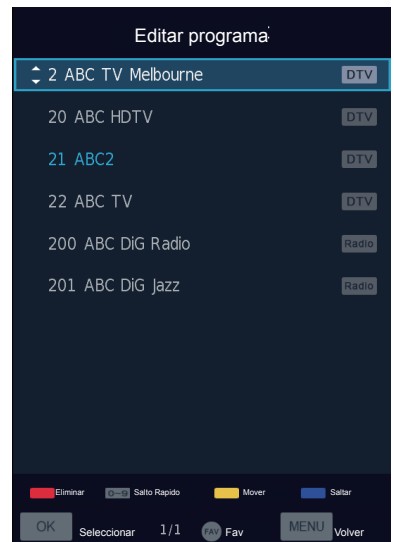 Editar programa
2 ABC TV Melbourne DTV
20 ABC HDTV DTV
21 ABC2 DTV
22 ABC TV DTV
200 ABC DiG Radio Radio
201 ABC DiG Jazz Radio
Eliminar 0–9 Salto Rapido Mover Saltar
OK Seleccionar 1/1 FAV Fav MENU Volver